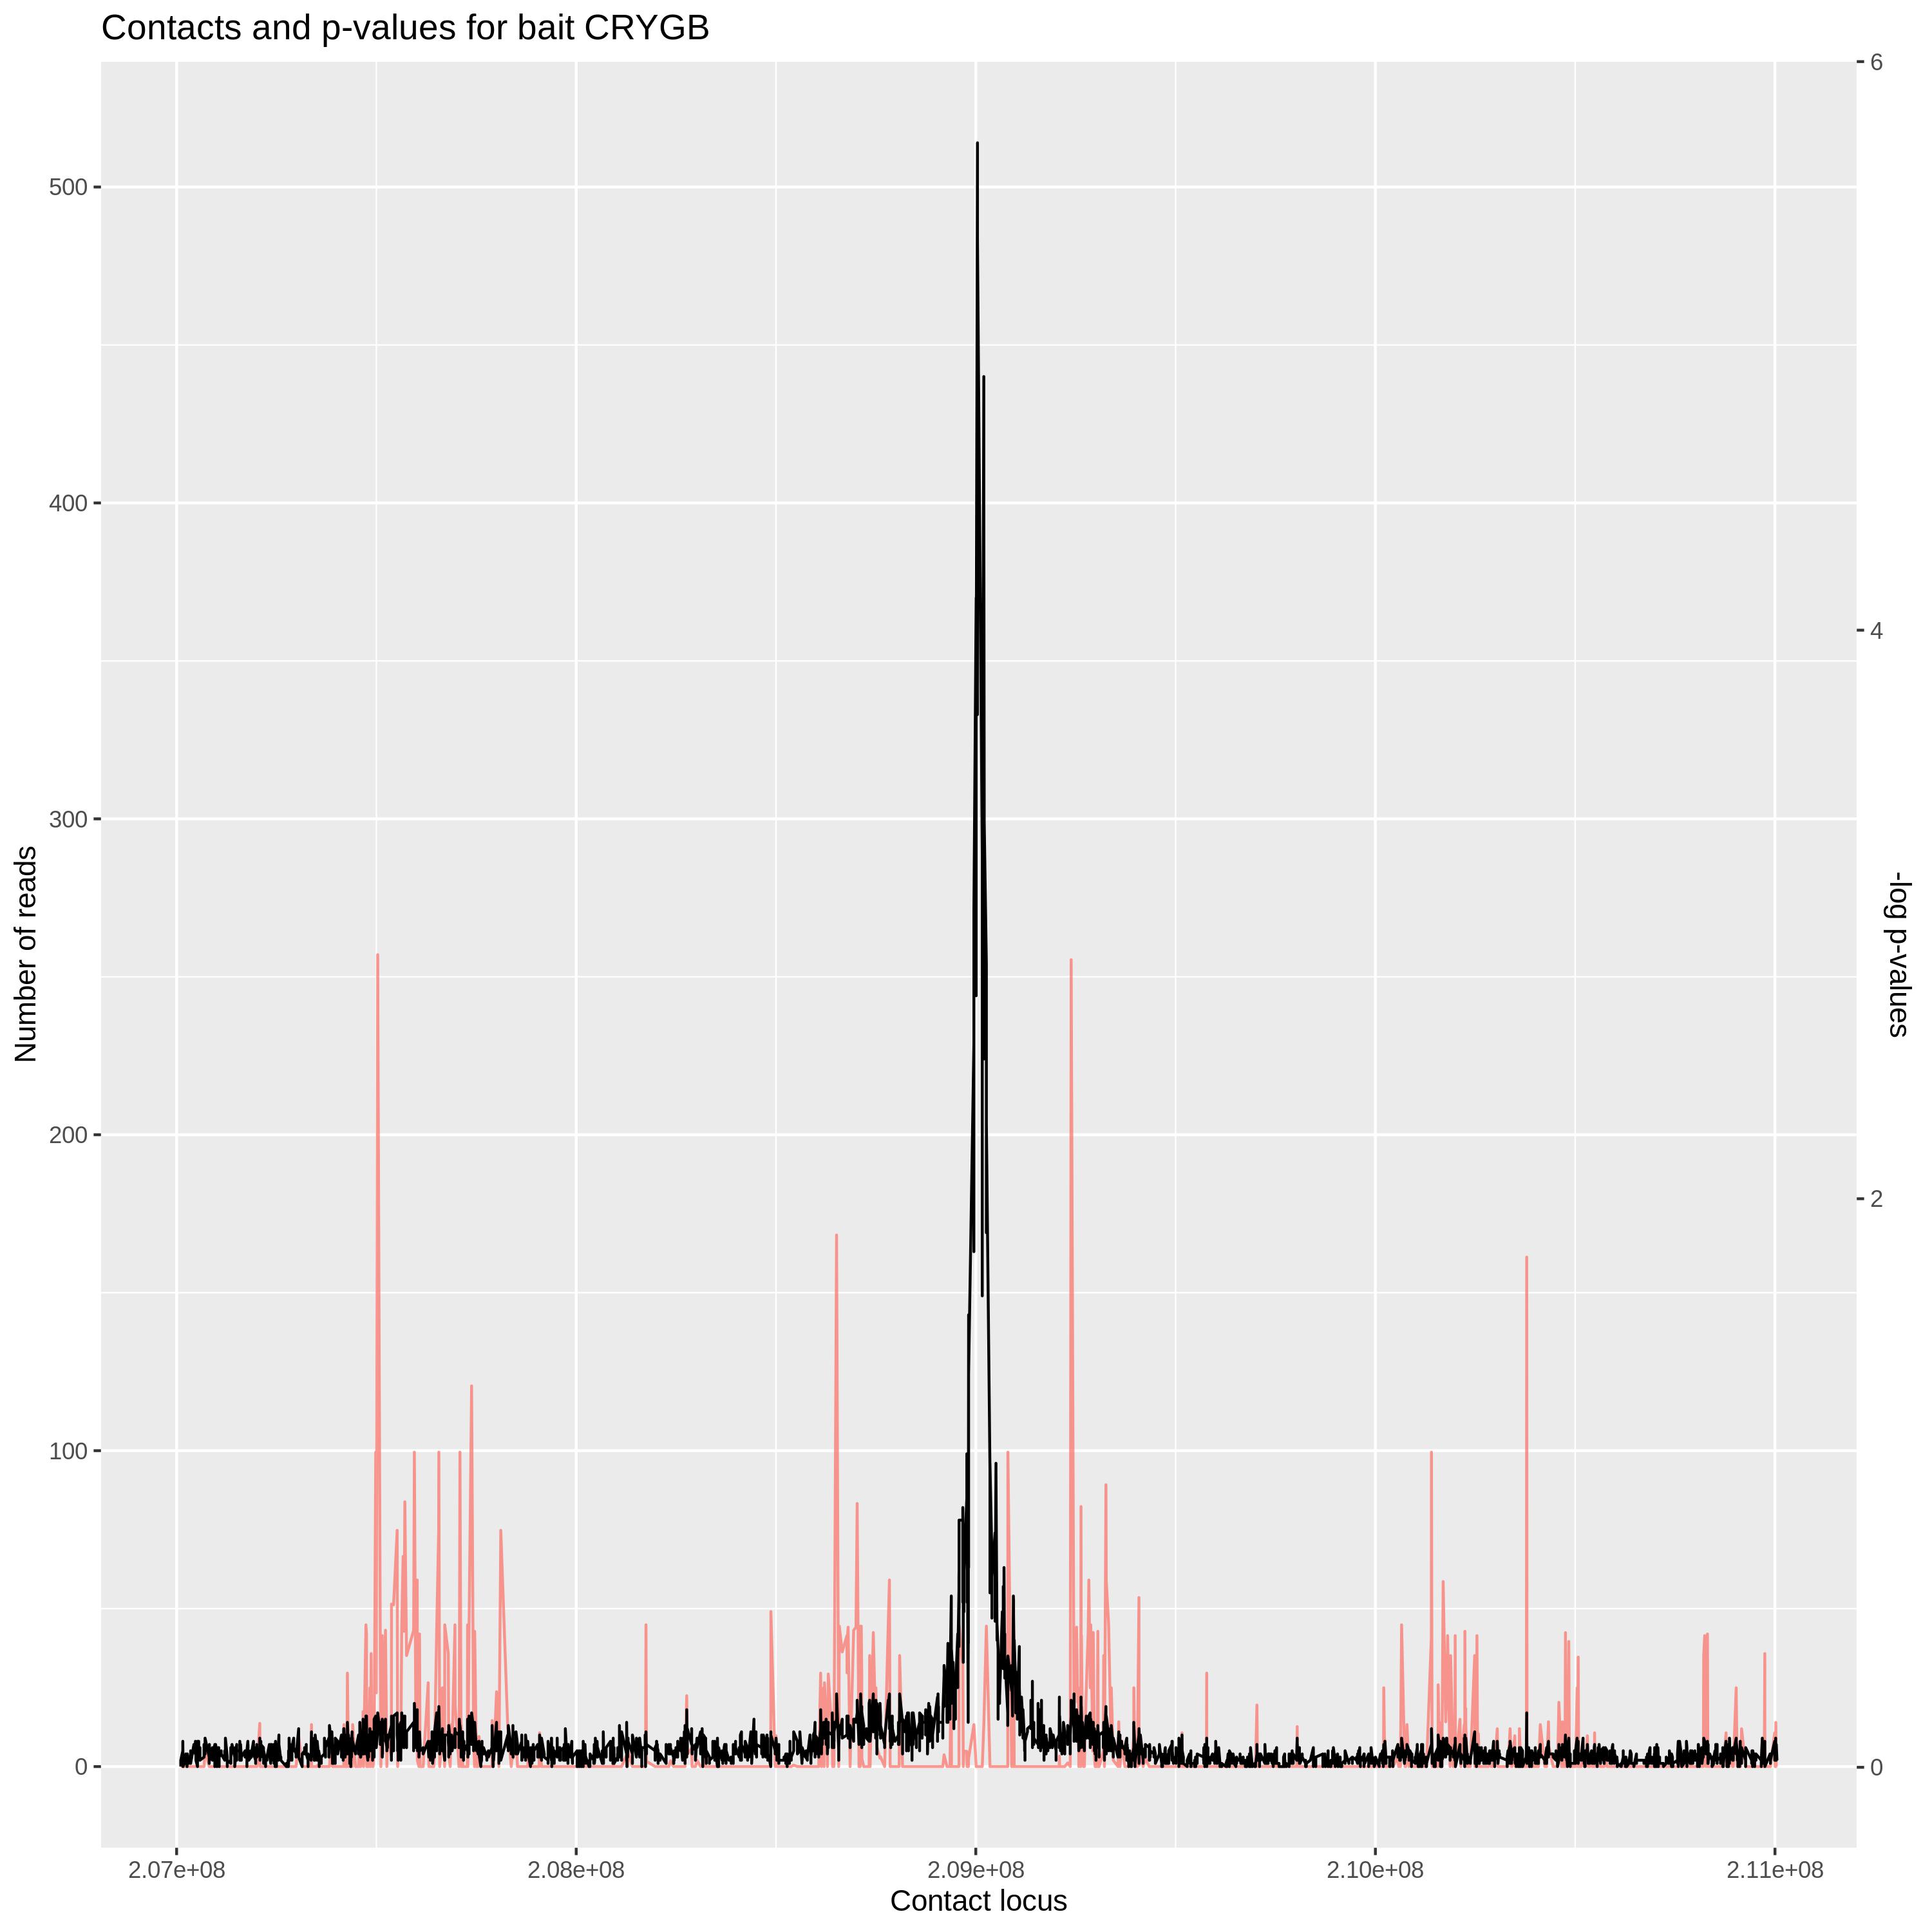 Contacts and p-values for bait CRYGB
6
500
400
4
300
Number of reads
-log p-values
200
2
100
0
0
2.07e+08
2.08e+08
2.09e+08
2.10e+08
2.11e+08
Contact locus